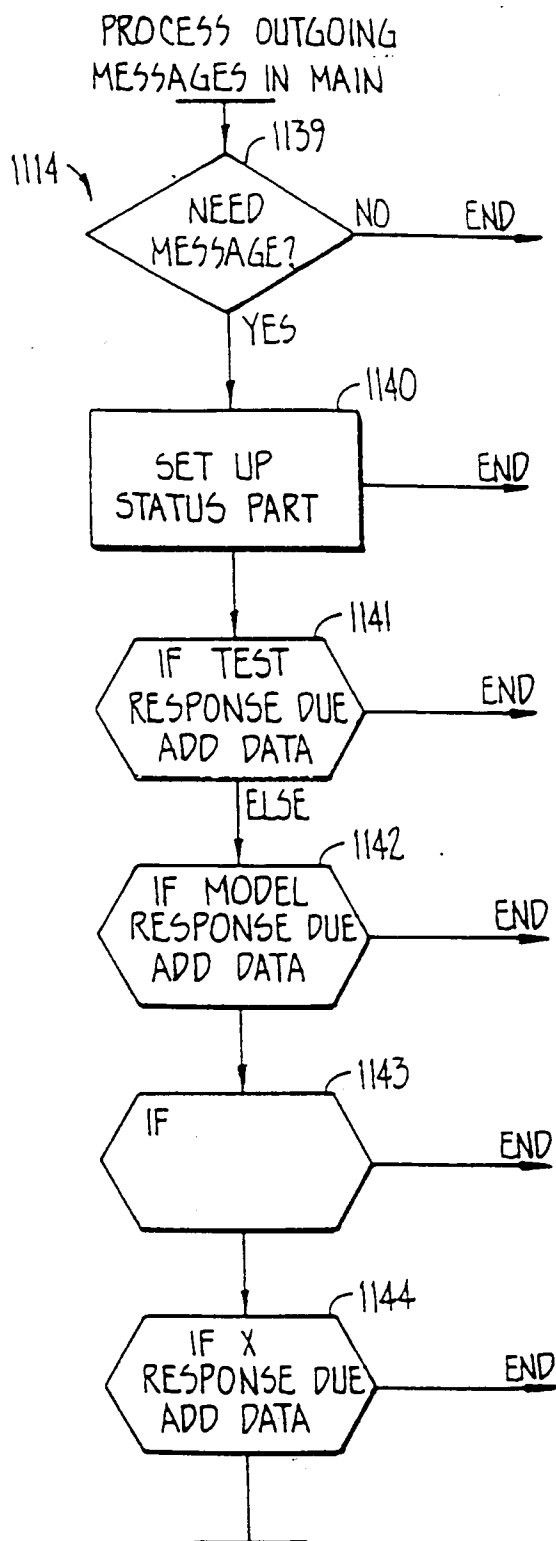 PROCESS OUTGOING
MESSAGES IN MAIN
1139
1114
NEED
MESSAGE?
NO
END
YES
1140
SET UP
STATUS PART
END
1141
IF TEST
RESPONSE DUE
ADD DATA
END
ELSE
1142
IF MODEL
RESPONSE DUE
ADD DATA
END
1143
IF
END
1144
IF X
RESPONSE DUE
ADD DATA
END